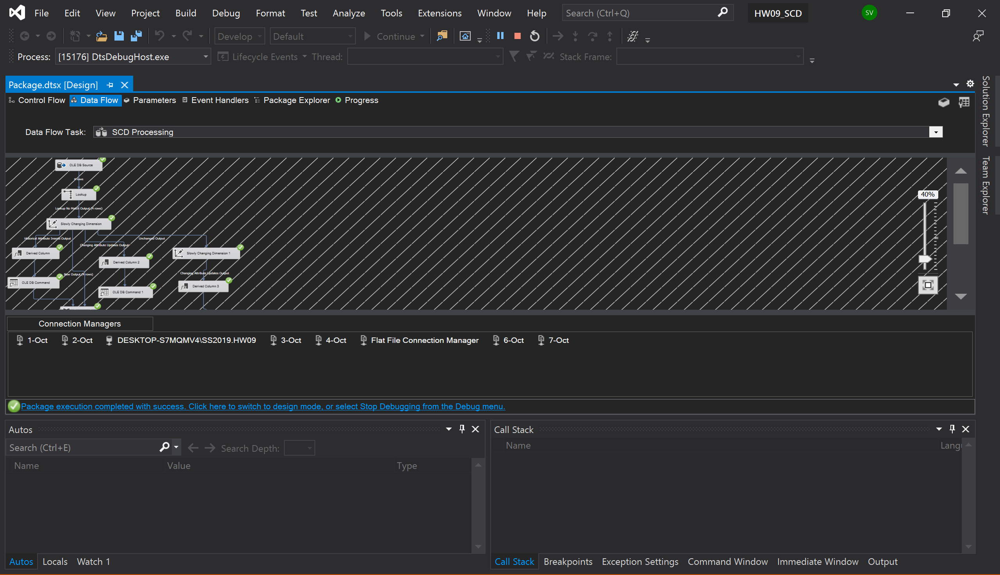 File Edit View Project Build Debug Format Test Analyze Tools Extensions Window Help Search (Ctrl+Q) HW09_SCD SV
Develop Default Continue
Process: [15176] DtsDebugHost.exe Lifecycle Events Thread: Stack Frame:
Package.dtsx [Design]
Control Flow Data Flow Parameters Event Handlers Package Explorer Progress
Data Flow Task: SCD Processing
Solution Explorer
Team Explorer
OLE DB Source
4 rows
Lookup
40%
Lookup No Match Output (4 rows)
Slowly Changing Dimension
Historical Attribute Inserts Output
Unchanged Output
Changing Attribute Updates Output
Derived Column
Slowly Changing Dimension 1
Derived Column 2
New Output (4 rows)
Changing Attribute Updates Output
OLE DB Command
Derived Column 3
OLE DB Command 1
Connection Managers
1-Oct 2-Oct DESKTOP-S7MQMV4\SS2019.HW09 3-Oct 4-Oct Flat File Connection Manager 6-Oct 7-Oct
Package execution completed with success. Click here to switch to design mode, or select Stop Debugging from the Debug menu.
Autos
Search (Ctrl+E) Search Depth:
Name Value Type
Autos Locals Watch 1
Call Stack
Name Langu
Call Stack Breakpoints Exception Settings Command Window Immediate Window Output